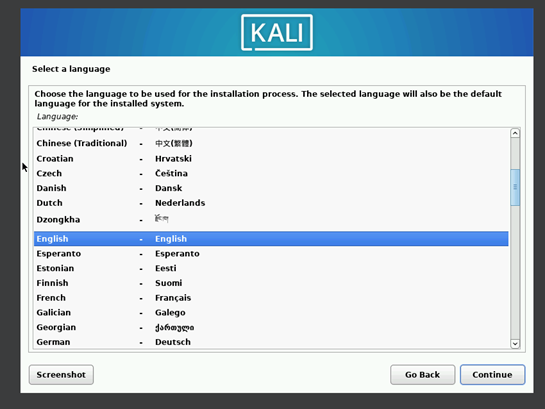 KALI
Select a language
Choose the language to be used for the installation process. The selected language will also be the default
language for the installed system.
Language:
Chinese (Simplified) - 中文(简体)
Chinese (Traditional) - 中文(繁體)
Croatian - Hrvatski
Czech - Čeština
Danish - Dansk
Dutch - Nederlands
Dzongkha - རྫོང་ཁ།
English - English
Esperanto - Esperanto
Estonian - Eesti
Finnish - Suomi
French - Français
Galician - Galego
Georgian - ქართული
German - Deutsch
Screenshot Go Back Continue